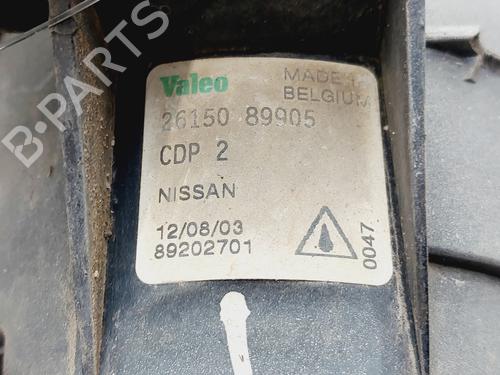 Valeo
MADE IN
BELGIUM
26150 89905
CDP 2
NISSAN
12/08/03
89202701
0047
B-PARTS